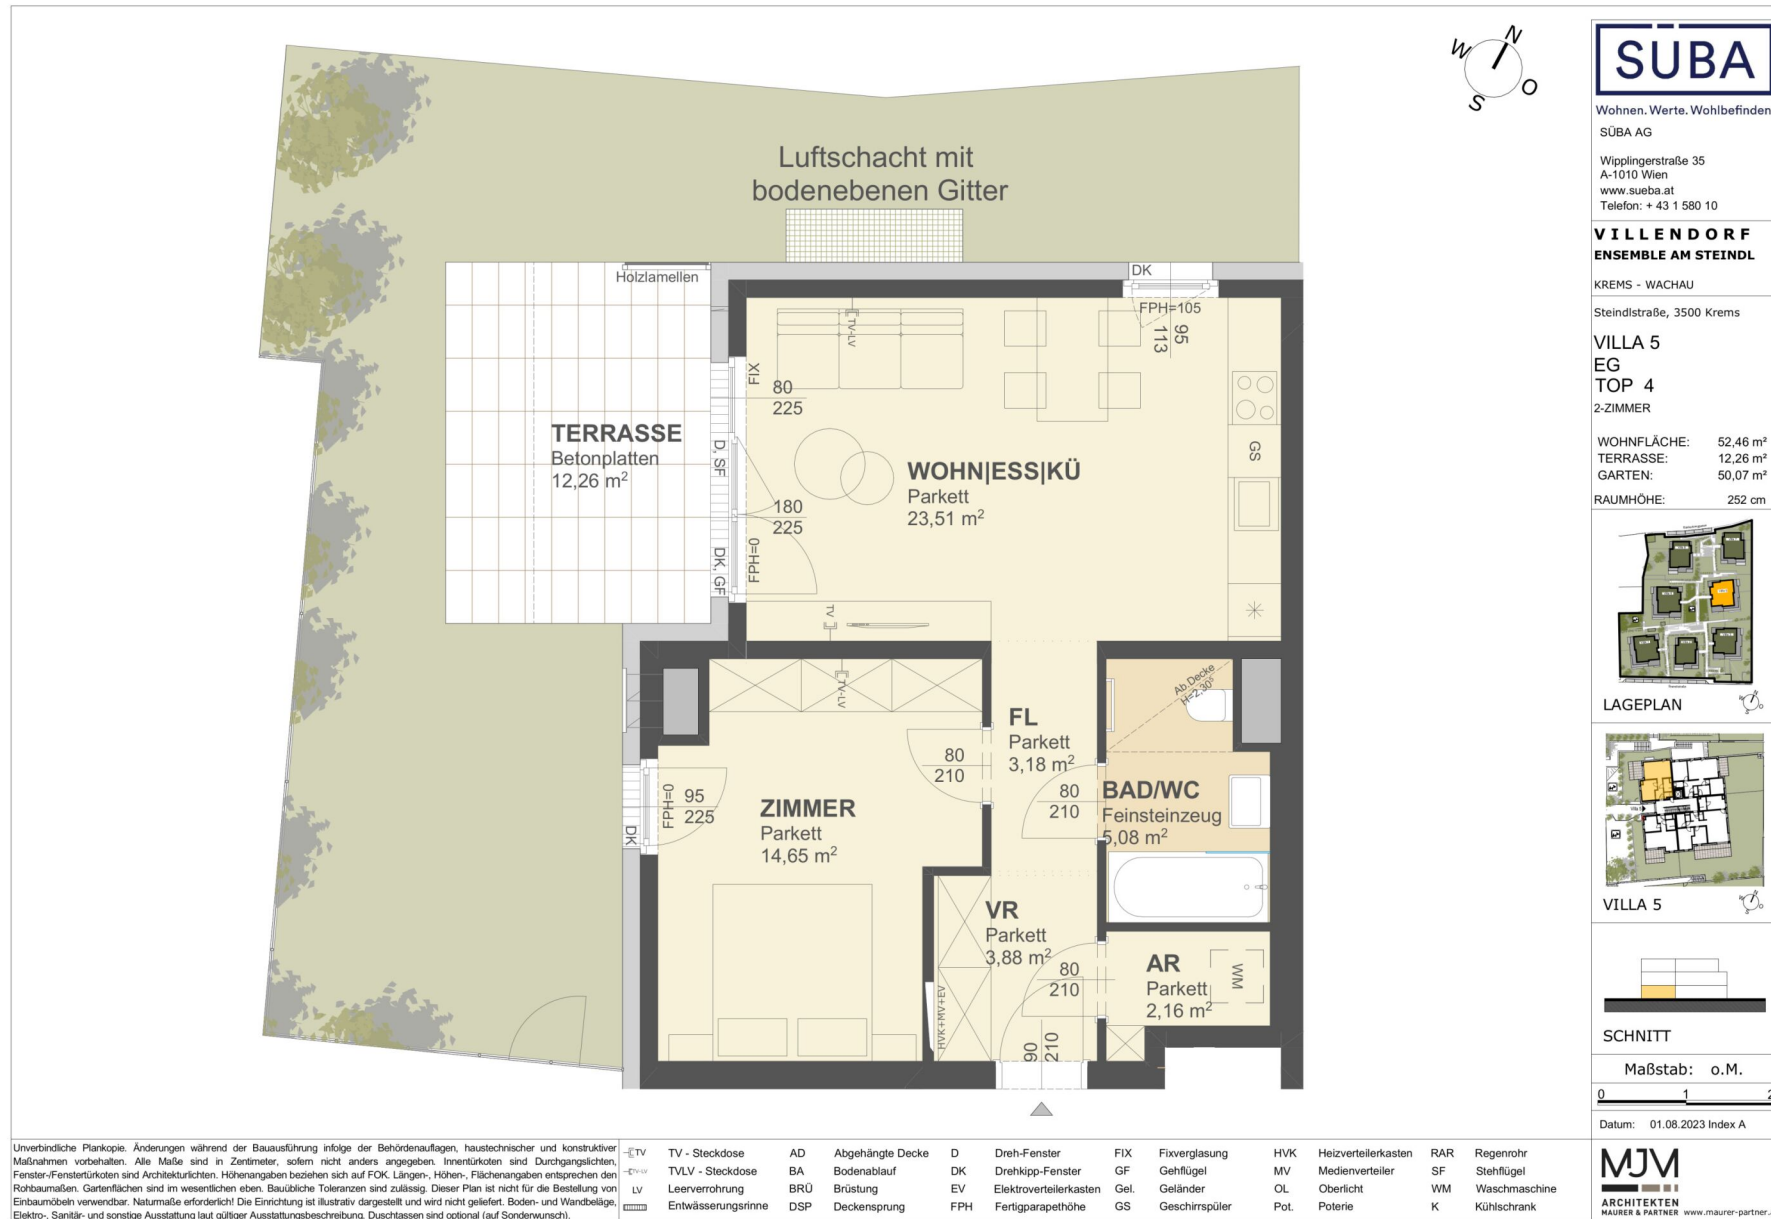 Luftschacht mit
bodenebenen Gitter
Holzlamellen
DK
FPH=105
95
113
TV-LV
FIX
80
225
TERRASSE
Betonplatten
12,26 m²
D, SF
WOHN|ESS|KÜ
Parkett
23,51 m²
GS
180
225
DK, GF
FPH=0
TV
TV-LV
Ab.Decke
H=2,30⁵
FL
Parkett
3,18 m²
80
210
80
210
BAD/WC
Feinsteinzeug
5,08 m²
FPH=0
95
225
DK
ZIMMER
Parkett
14,65 m²
VR
Parkett
3,88 m²
80
210
AR
Parkett
2,16 m²
WM
HVK+MV+EV
90
210
W
N
S
O
SÜBA
Wohnen. Werte. Wohlbefinden
SÜBA AG
Wipplingerstraße 35
A-1010 Wien
www.sueba.at
Telefon: + 43 1 580 10
VILLENDORF
ENSEMBLE AM STEINDL
KREMS - WACHAU
Steindlstraße, 3500 Krems
VILLA 5
EG
TOP 4
2-ZIMMER
WOHNFLÄCHE: 52,46 m²
TERRASSE: 12,26 m²
GARTEN: 50,07 m²
RAUMHÖHE: 252 cm
LAGEPLAN
VILLA 5
SCHNITT
Maßstab: o.M.
0 1 2
Datum: 01.08.2023 Index A
MJM
ARCHITEKTEN
MAURER & PARTNER www.maurer-partner.
Unverbindliche Plankopie. Änderungen während der Bauausführung infolge der Behördenauflagen, haustechnischer und konstruktiver
Maßnahmen vorbehalten. Alle Maße sind in Zentimeter, sofern nicht anders angegeben. Innentürkoten sind Durchgangslichten,
Fenster-/Fenstertürkoten sind Architekturlichten. Höhenangaben beziehen sich auf FOK. Längen-, Höhen-, Flächenangaben entsprechen den
Rohbaumaßen. Gartenflächen sind im wesentlichen eben. Bauübliche Toleranzen sind zulässig. Dieser Plan ist nicht für die Bestellung von
Einbaumöbeln verwendbar. Naturmaße erforderlich! Die Einrichtung ist illustrativ dargestellt und wird nicht geliefert. Boden- und Wandbeläge,
Elektro-, Sanitär- und sonstige Ausstattung laut gültiger Ausstattungsbeschreibung. Duschtassen sind optional (auf Sonderwunsch).
TV TV - Steckdose AD Abgehängte Decke D Dreh-Fenster FIX Fixverglasung HVK Heizverteilerkasten RAR Regenrohr
TV-LV TVLV - Steckdose BA Bodenablauf DK Drehkipp-Fenster GF Gehflügel MV Medienverteiler SF Stehflügel
LV Leerverrohrung BRÜ Brüstung EV Elektroverteilerkasten Gel. Geländer OL Oberlicht WM Waschmaschine
Entwässerungsrinne DSP Deckensprung FPH Fertigparapethöhe GS Geschirrspüler Pot. Poterie K Kühlschrank